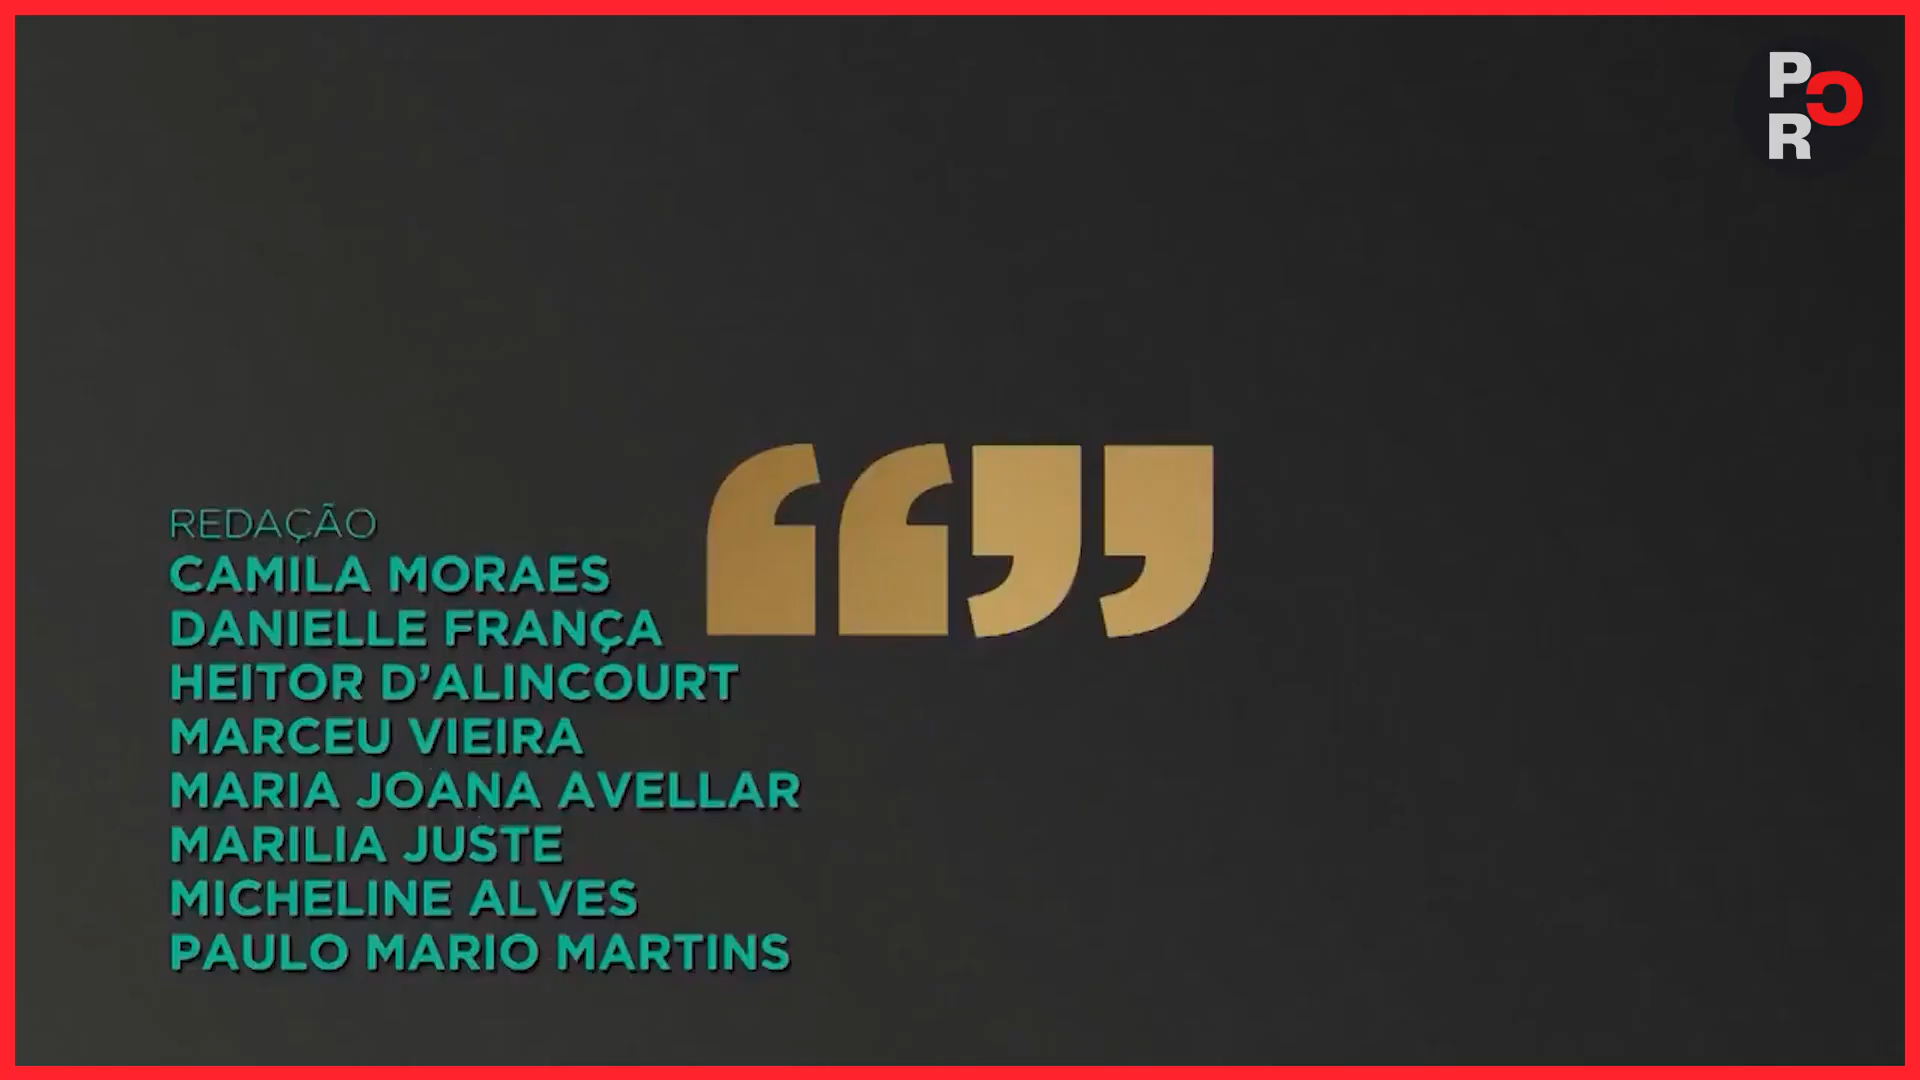 P
C
R
“”
REDAÇÃO
CAMILA MORAES
DANIELLE FRANÇA
HEITOR D’ALINCOURT
MARCEU VIEIRA
MARIA JOANA AVELLAR
MARILIA JUSTE
MICHELINE ALVES
PAULO MARIO MARTINS